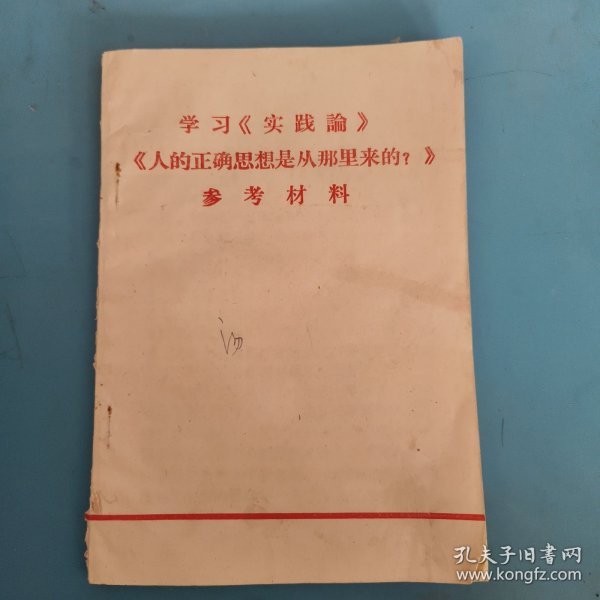 学习《实践論》
《人的正确思想是从那里来的？》
参考材料
孔夫子旧书网
www.kongfz.com